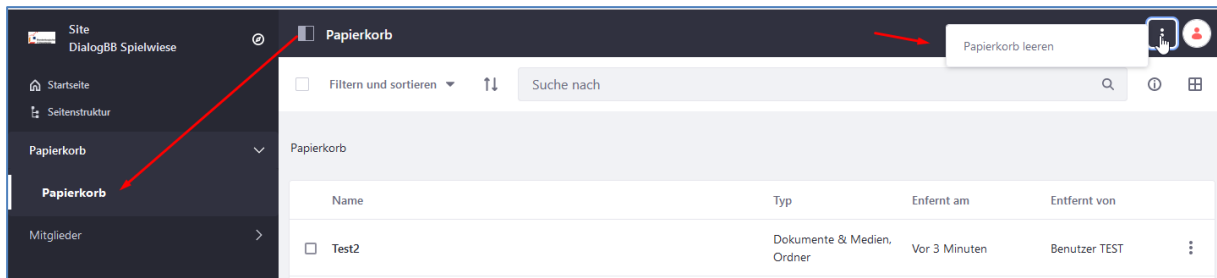 Site
DialogBB Spielwiese
Startseite
Seitenstruktur
Papierkorb
Papierkorb
Mitglieder
Papierkorb
Papierkorb leeren
Filtern und sortieren
Suche nach
Papierkorb
Name Typ Enfernt am Entfernt von
Test2 Dokumente & Medien, Vor 3 Minuten Benutzer TEST
Ordner